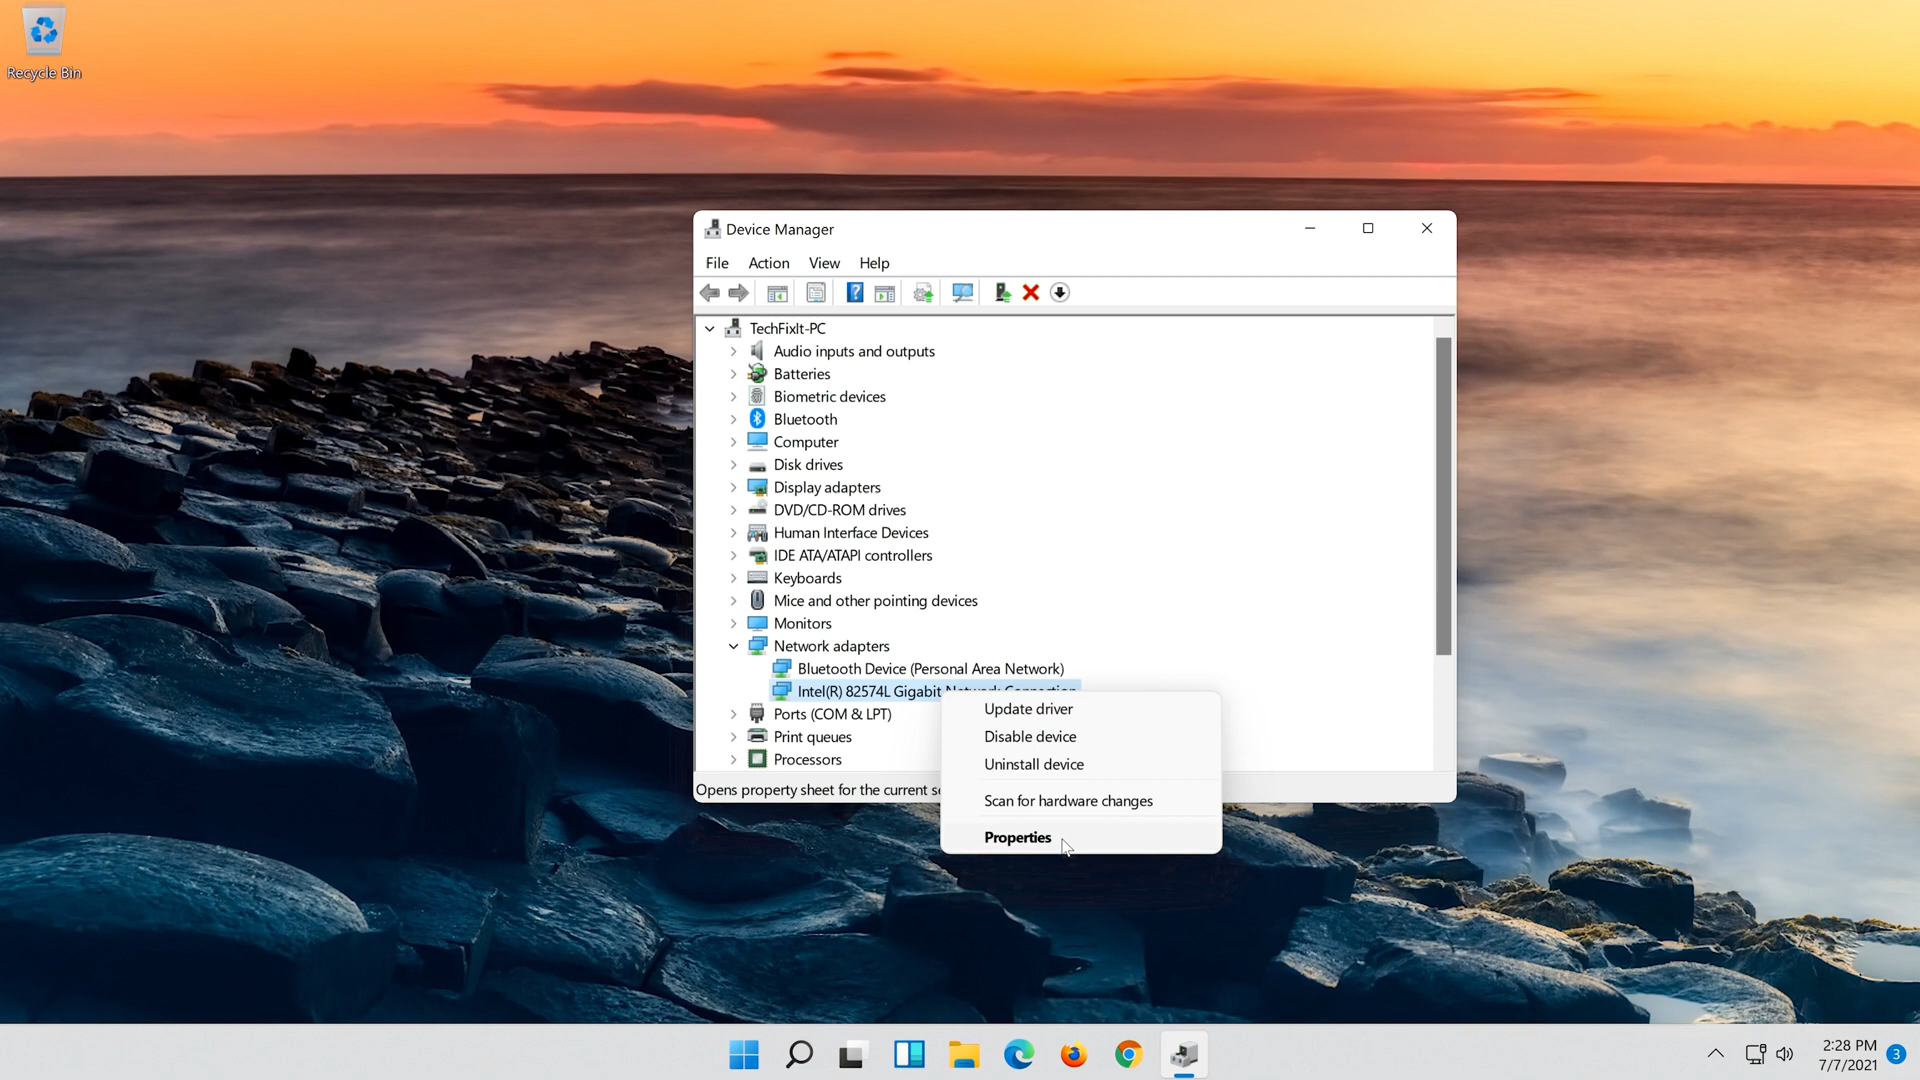 Recycle Bin
Device Manager
File Action View Help
TechFixIt-PC
Audio inputs and outputs
Batteries
Biometric devices
Bluetooth
Computer
Disk drives
Display adapters
DVD/CD-ROM drives
Human Interface Devices
IDE ATA/ATAPI controllers
Keyboards
Mice and other pointing devices
Monitors
Network adapters
Bluetooth Device (Personal Area Network)
Intel(R) 82574L Gigabit Network Connection
Ports (COM & LPT)
Print queues
Processors
Opens property sheet for the current
Update driver
Disable device
Uninstall device
Scan for hardware changes
Properties
2:28 PM
7/7/2021
3